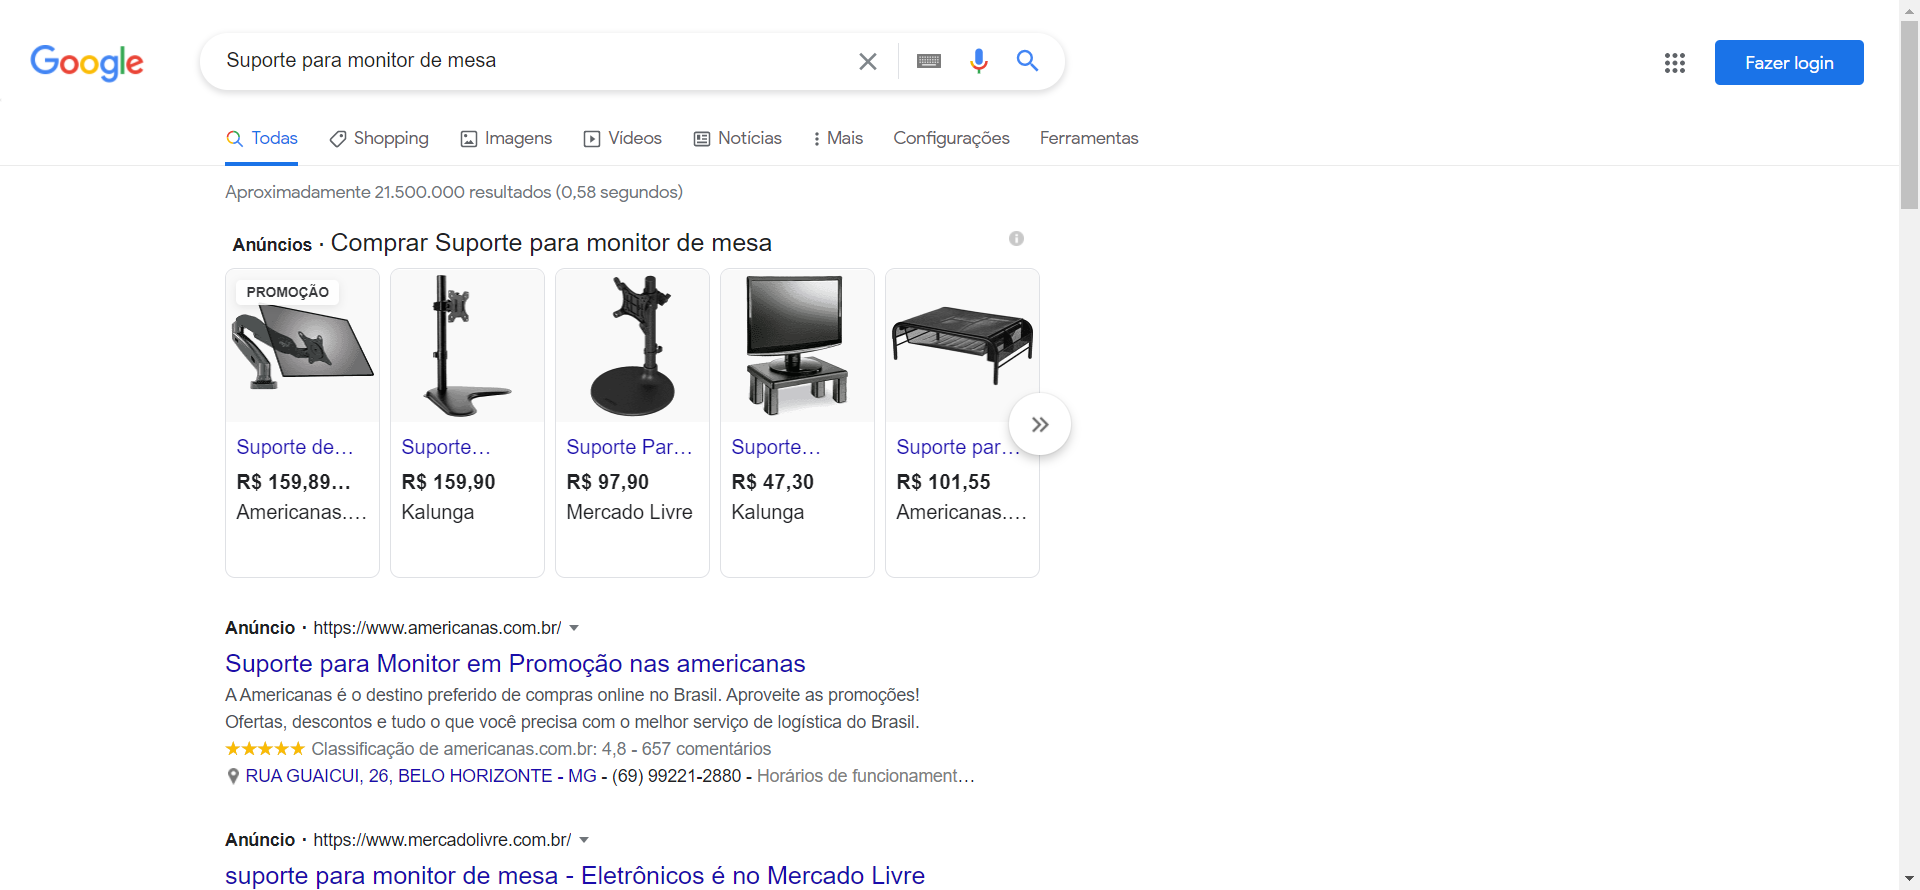 Google
Suporte para monitor de mesa
Fazer login
Todas
Shopping
Imagens
Vídeos
Notícias
Mais
Configurações
Ferramentas
Aproximadamente 21.500.000 resultados (0,58 segundos)
Anúncios · Comprar Suporte para monitor de mesa
PROMOÇÃO
Suporte de...
R$ 159,89...
Americanas....
Suporte...
R$ 159,90
Kalunga
Suporte Par...
R$ 97,90
Mercado Livre
Suporte...
R$ 47,30
Kalunga
Suporte par...
R$ 101,55
Americanas....
Anúncio · https://www.americanas.com.br/
Suporte para Monitor em Promoção nas americanas
A Americanas é o destino preferido de compras online no Brasil. Aproveite as promoções!
Ofertas, descontos e tudo o que você precisa com o melhor serviço de logística do Brasil.
Classificação de americanas.com.br: 4,8 - 657 comentários
RUA GUAICUI, 26, BELO HORIZONTE - MG - (69) 99221-2880 - Horários de funcionament...
Anúncio · https://www.mercadolivre.com.br/
suporte para monitor de mesa - Eletrônicos é no Mercado Livre